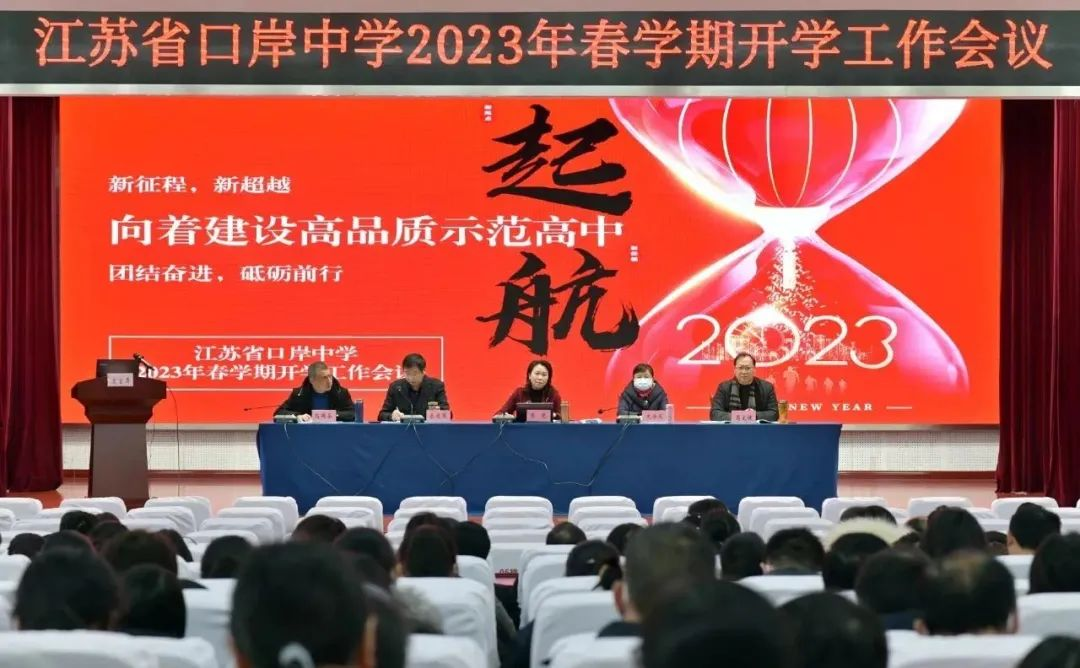 江苏省口岸中学2023年春学期开学工作会议
起航
新征程，新超越
向着建设高品质示范高中
团结奋进，砥砺前行
2023
江苏省口岸中学
2023年春学期开学工作会议
NEW YEAR